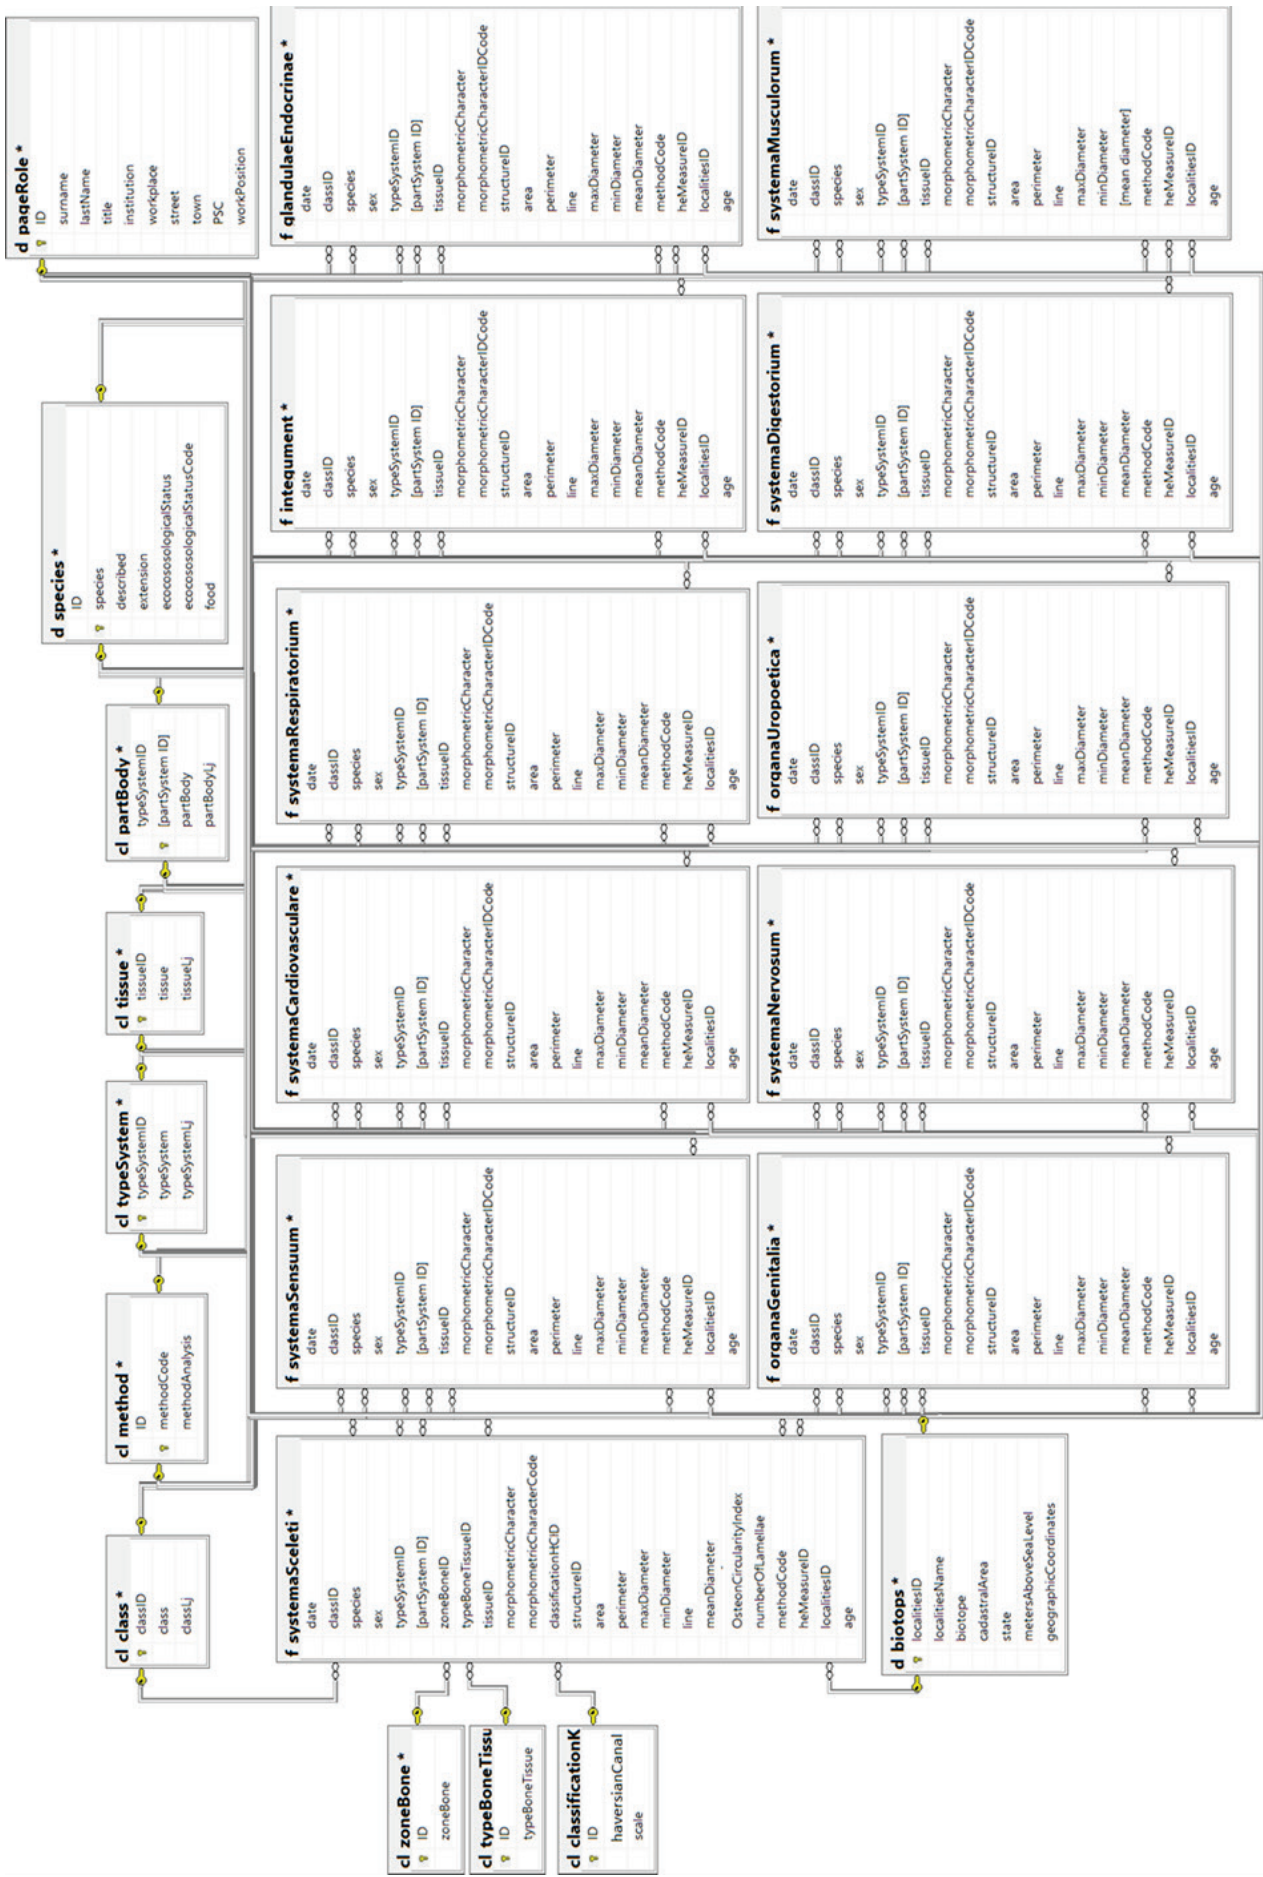 cl class *
classID
class
classLj
cl method *
ID
methodCode
methodAnalysis
cl typeSystem *
typeSystemID
typeSystem
typeSystemLj
cl tissue *
tissueID
tissue
tissueLj
cl partBody *
typeSystemID
[partSystem ID]
partBody
partBodyLj
d species *
ID
species
described
extension
ecocosologicalStatus
ecocosologicalStatusCode
food
d pageRole *
ID
surname
lastName
title
institution
workplace
street
town
PSC
workPosition
cl zoneBone *
ID
zoneBone
cl typeBoneTissu
ID
typeBoneTissue
cl classificationK
ID
haversianCanal
scale
f systemaSceleti *
date
classID
species
sex
typeSystemID
[partSystem ID]
zoneBoneID
typeBoneTissueID
tissueID
morphometricCharacter
morphometricCharacterCode
classificationHCID
structureID
area
perimeter
maxDiameter
minDiameter
line
meanDiameter
OsteonCircularityIndex
numberOfLamellae
methodCode
heMeasureID
localitiesID
age
f systemaSensuum *
date
classID
species
sex
typeSystemID
[partSystem ID]
tissueID
morphometricCharacter
morphometricCharacterIDCode
structureID
area
perimeter
line
maxDiameter
minDiameter
meanDiameter
methodCode
heMeasureID
localitiesID
age
f systemaCardiovasculare *
date
classID
species
sex
typeSystemID
[partSystem ID]
tissueID
morphometricCharacter
morphometricCharacterIDCode
structureID
area
perimeter
line
maxDiameter
minDiameter
meanDiameter
methodCode
heMeasureID
localitiesID
age
f systemaRespiratorium *
date
classID
species
sex
typeSystemID
[partSystem ID]
tissueID
morphometricCharacter
morphometricCharacterIDCode
structureID
area
perimeter
line
maxDiameter
minDiameter
meanDiameter
methodCode
heMeasureID
localitiesID
age
f integument *
date
classID
species
sex
typeSystemID
[partSystem ID]
tissueID
morphometricCharacter
morphometricCharacterIDCode
structureID
area
perimeter
line
maxDiameter
minDiameter
meanDiameter
methodCode
heMeasureID
localitiesID
age
f glandulaeEndocrinae *
date
classID
species
sex
typeSystemID
[partSystem ID]
tissueID
morphometricCharacter
morphometricCharacterIDCode
structureID
area
perimeter
line
maxDiameter
minDiameter
meanDiameter
methodCode
heMeasureID
localitiesID
age
d biotops *
localitiesID
localitiesName
biotope
cadastralArea
state
metersAboveSeaLevel
geographicCoordinates
f organaGenitalia *
date
classID
species
sex
typeSystemID
[partSystem ID]
tissueID
morphometricCharacter
morphometricCharacterIDCode
structureID
area
perimeter
line
maxDiameter
minDiameter
meanDiameter
methodCode
heMeasureID
localitiesID
age
f systemaNervosum *
date
classID
species
sex
typeSystemID
[partSystem ID]
tissueID
morphometricCharacter
morphometricCharacterIDCode
structureID
area
perimeter
line
maxDiameter
minDiameter
meanDiameter
methodCode
heMeasureID
localitiesID
age
f organaUropoetica *
date
classID
species
sex
typeSystemID
[partSystem ID]
tissueID
morphometricCharacter
morphometricCharacterIDCode
structureID
area
perimeter
line
maxDiameter
minDiameter
meanDiameter
methodCode
heMeasureID
localitiesID
age
f systemaDigestorium *
date
classID
species
sex
typeSystemID
[partSystem ID]
tissueID
morphometricCharacter
morphometricCharacterIDCode
structureID
area
perimeter
line
maxDiameter
minDiameter
meanDiameter
methodCode
heMeasureID
localitiesID
age
f systemaMusculorum *
date
classID
species
sex
typeSystemID
[partSystem ID]
tissueID
morphometricCharacter
morphometricCharacterIDCode
structureID
area
perimeter
line
maxDiameter
minDiameter
[mean diameter]
methodCode
heMeasureID
localitiesID
age